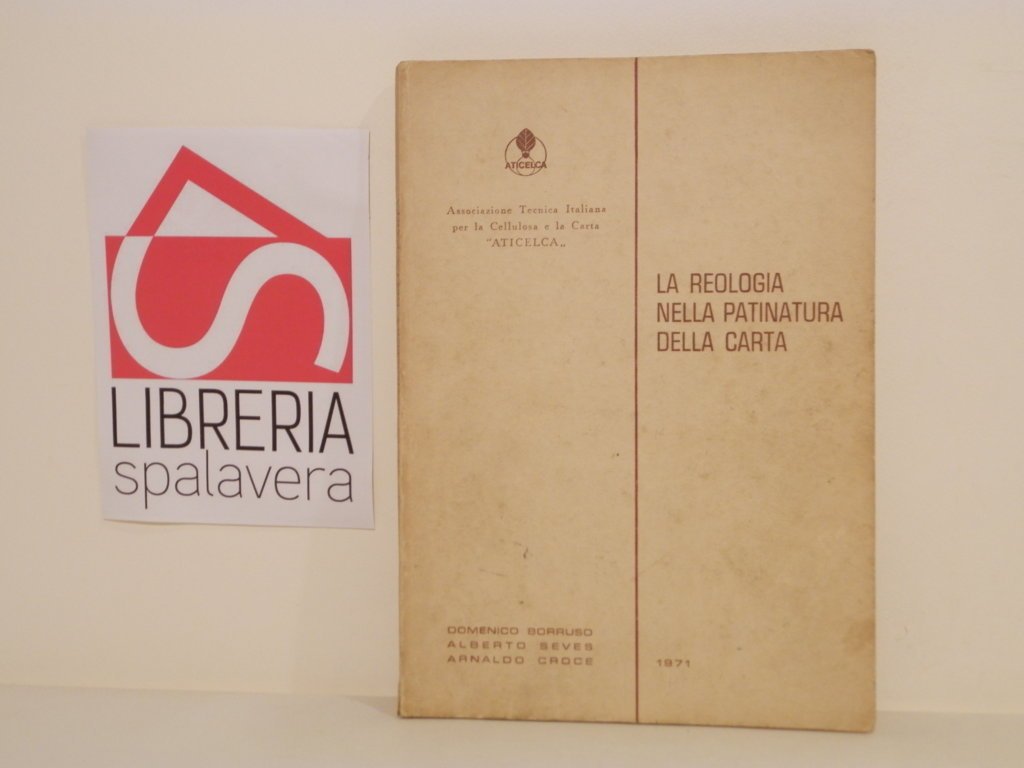 LIBRERIA
spalavera
ATICELCA
Associazione Tecnica Italiana
per la Cellulosa e la Carta
"ATICELCA„
LA REOLOGIA
NELLA PATINATURA
DELLA CARTA
DOMENICO BORRUSO
ALBERTO SEVES
ARNALDO CROCE
1971